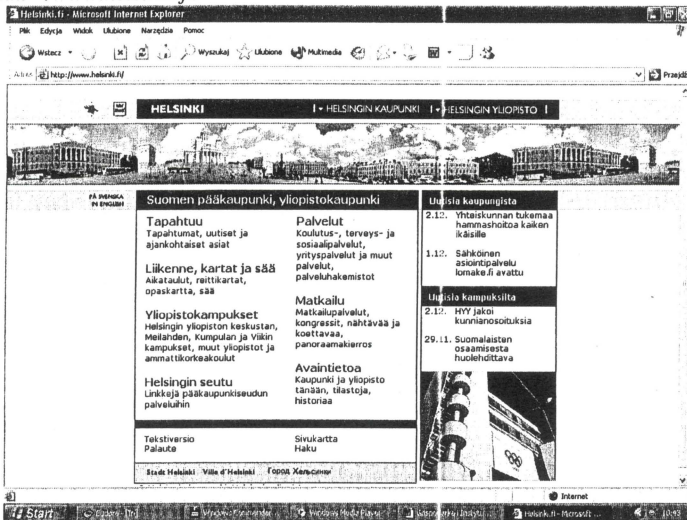 Helsinki.fi - Microsoft Internet Explorer
Plik Edycja Widok Ulubione Narzędzia Pomoc
Wstecz Wyszukaj Ulubione Multimedia
Adres http://www.helsinki.fi/ Przejdź
HELSINKI HELSINGIN KAUPUNKI HELSINGIN YLIOPISTO
PÅ SVENSKA
IN ENGLISH
Suomen pääkaupunki, yliopistokaupunki
Tapahtuu
Tapahtumat, uutiset ja
ajankohtaiset asiat
Liikenne, kartat ja sää
Aikataulut, reittikartat,
opaskartta, sää
Yliopistokampukset
Helsingin yliopiston keskustan,
Meilahden, Kumpulan ja Viikin
kampukset, muut yliopistot ja
ammattikorkeakoulut
Helsingin seutu
Linkkejä pääkaupunkiseudun
palveluihin
Palvelut
Koulutus-, terveys- ja
sosiaalipalvelut,
yrityspalvelut ja muut
palvelut,
palveluhakemistot
Matkailu
Matkailupalvelut,
kongressit, nähtävää ja
koettavaa,
panoraamakierros
Avaintietoa
Kaupunki ja yliopisto
tänään, tilastoja,
historiaa
Uutisia kaupungista
2.12. Yhteiskunnan tukemaa
hammashoitoa kaiken
ikäisille
1.12. Sähköinen
asiointipalvelu
lomake.fi avattu
Uutisia kampuksilta
2.12. HYY jakoi
kunnianosoituksia
29.11. Suomalaisten
osaamisesta
huolehdittava
Tekstiversio Sivukartta
Palaute Haku
Stadt Helsinki Ville d'Helsinki Город Хельсинки
Internet
Start Eudora - [In] Windows Commander... Windows Media Player Helsinki.fi - Microsoft ... 10:43